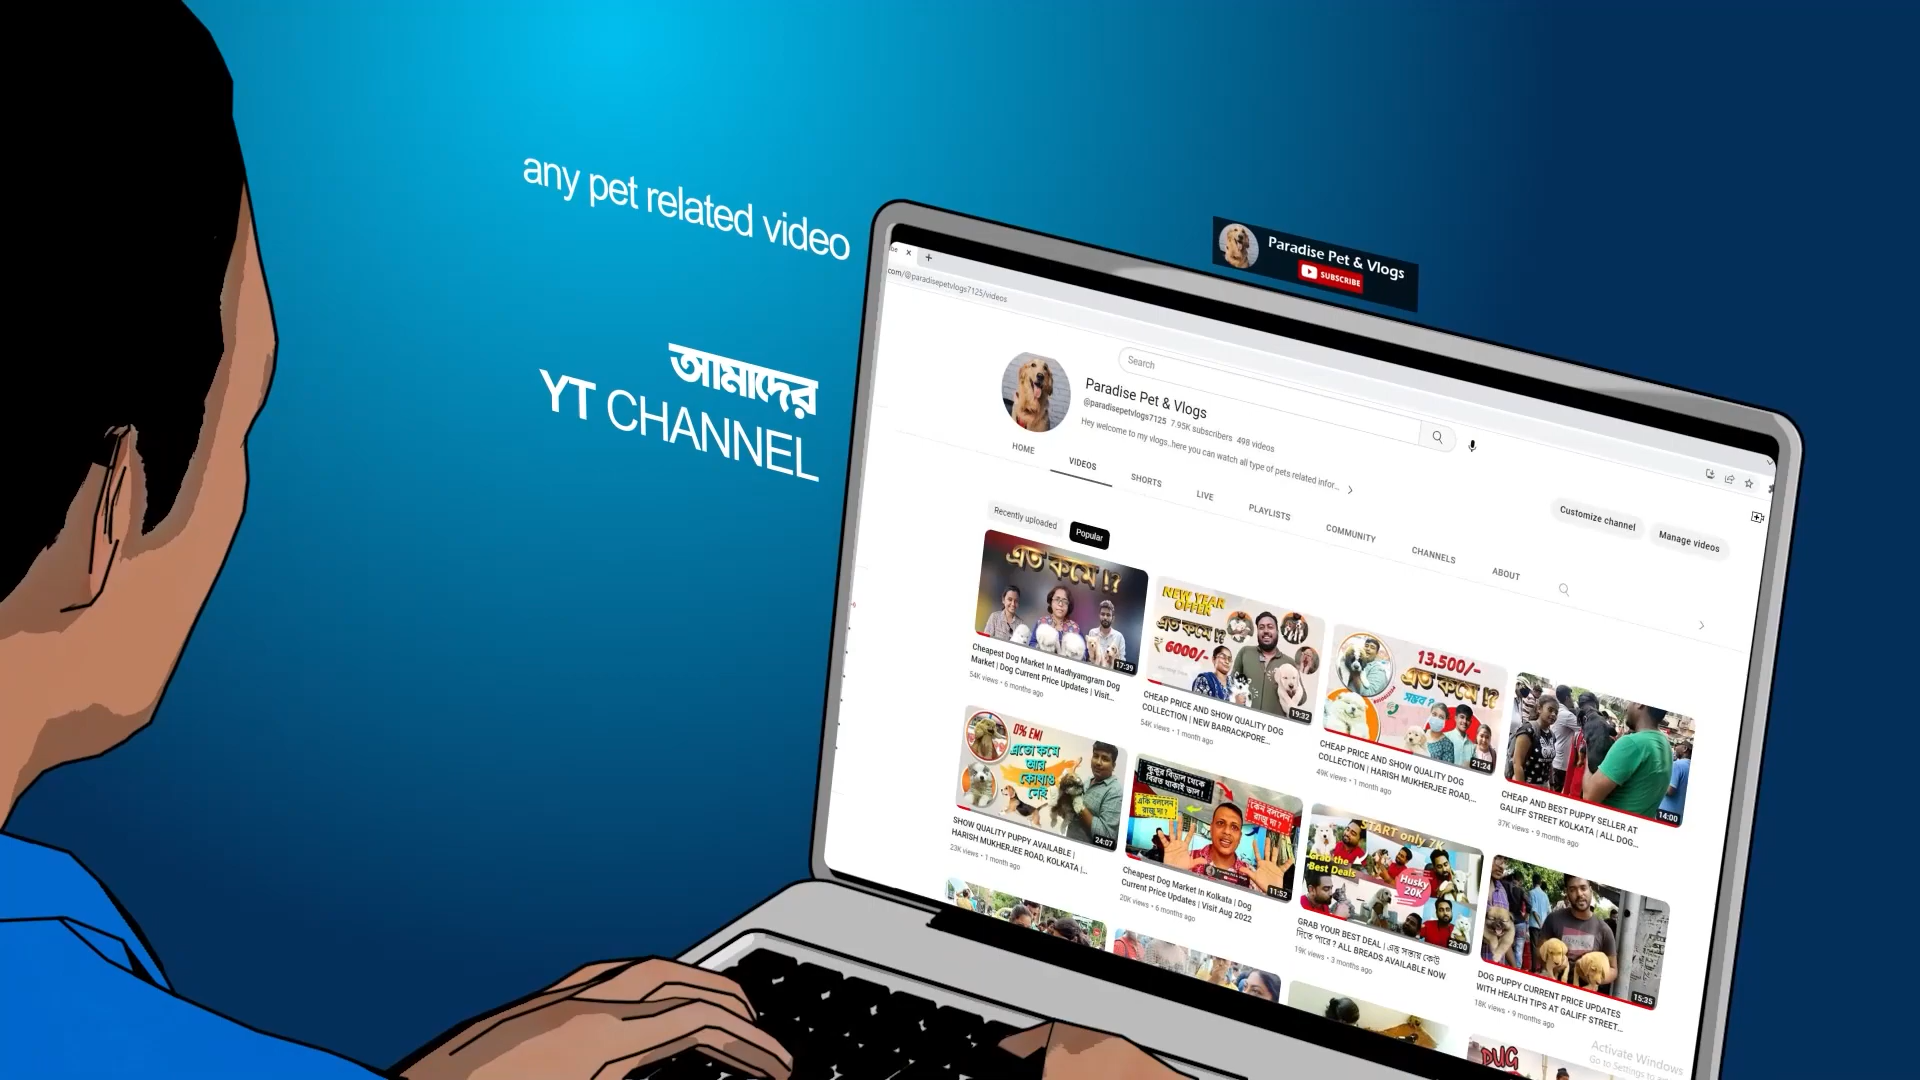 any pet related video
আমাদের
YT CHANNEL
Paradise Pet & Vlogs
SUBSCRIBE
com/@paradisepetvlogs7125/videos
Search
Paradise Pet & Vlogs
@paradisepetvlogs7125 7.95K subscribers 498 videos
Hey welcome to my vlogs..here you can watch all type of pets related infor...
HOME VIDEOS SHORTS LIVE PLAYLISTS COMMUNITY CHANNELS ABOUT
Customize channel Manage videos
Recently uploaded Popular
এত কমে !?
17:39
Cheapest Dog Market In Madhyamgram Dog
Market | Dog Current Price Updates | Visit...
54K views • 6 months ago
NEW YEAR
OFFER
এত কমে !?
₹ 6000/-
19:32
CHEAP PRICE AND SHOW QUALITY DOG
COLLECTION | NEW BARRACKPORE...
54K views • 1 month ago
13,500/-
এত কমে !?
সম্ভব ?
21:24
CHEAP PRICE AND SHOW QUALITY DOG
COLLECTION | HARISH MUKHERJEE ROAD,...
49K views • 1 month ago
14:00
CHEAP AND BEST PUPPY SELLER AT
GALIFF STREET KOLKATA | ALL DOG...
37K views • 9 months ago
0% EMI
এতো কমে
আর
কোথাও
নেই
24:07
SHOW QUALITY PUPPY AVAILABLE |
HARISH MUKHERJEE ROAD, KOLKATA |...
23K views • 1 month ago
কুকুর বিড়াল থেকে
বিরত থাকাই ভাল !
একি বললেন
রাজু দা ?
কেন বললেন
রাজু দা ?
11:52
Cheapest Dog Market In Kolkata | Dog
Current Price Updates | Visit Aug 2022
20K views • 6 months ago
START only 7K
Grab the
Best Deals
Husky
20K
23:00
GRAB YOUR BEST DEAL | এত সস্তায় কেউ
দিতে পারে ? ALL BREADS AVAILABLE NOW
19K views • 3 months ago
15:35
DOG PUPPY CURRENT PRICE UPDATES
WITH HEALTH TIPS AT GALIFF STREET...
18K views • 9 months ago
PUG
Activate Windows
Go to Settings to